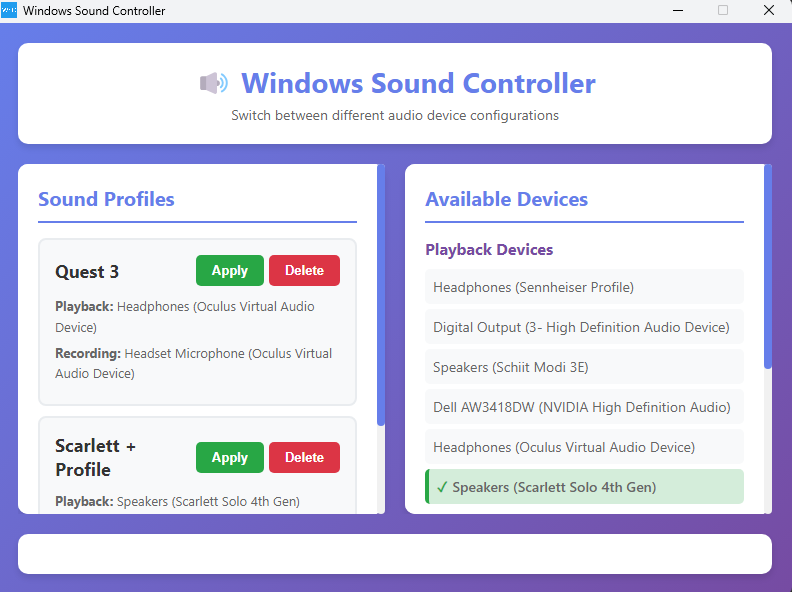 Windows Sound Controller
Windows Sound Controller
Switch between different audio device configurations
Sound Profiles
Quest 3
Apply
Delete
Playback: Headphones (Oculus Virtual Audio
Device)
Recording: Headset Microphone (Oculus Virtual
Audio Device)
Scarlett +
Profile
Apply
Delete
Playback: Speakers (Scarlett Solo 4th Gen)
Available Devices
Playback Devices
Headphones (Sennheiser Profile)
Digital Output (3- High Definition Audio Device)
Speakers (Schiit Modi 3E)
Dell AW3418DW (NVIDIA High Definition Audio)
Headphones (Oculus Virtual Audio Device)
✓ Speakers (Scarlett Solo 4th Gen)